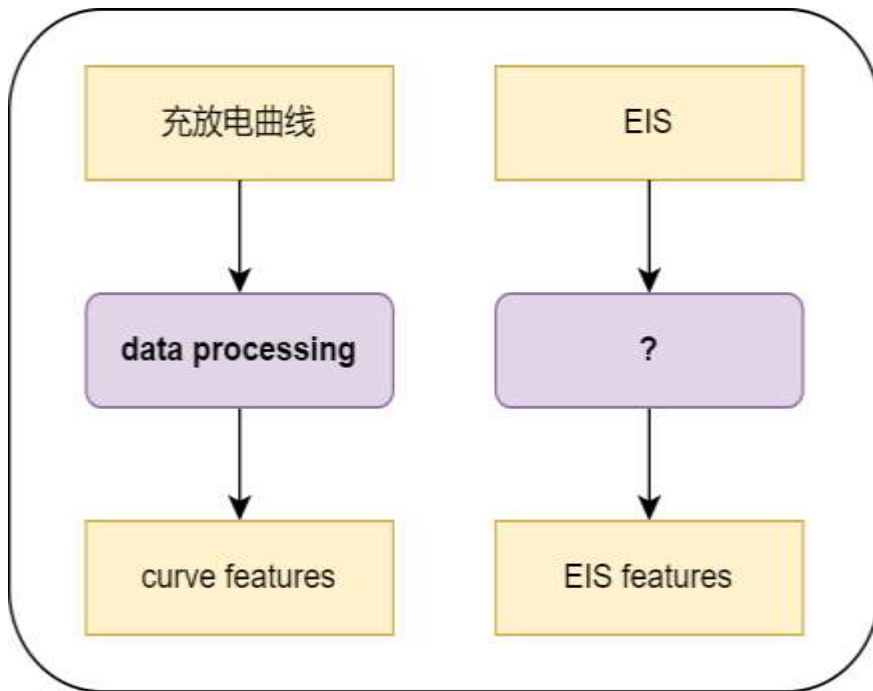 充放电曲线
EIS
data processing
?
curve features
EIS features